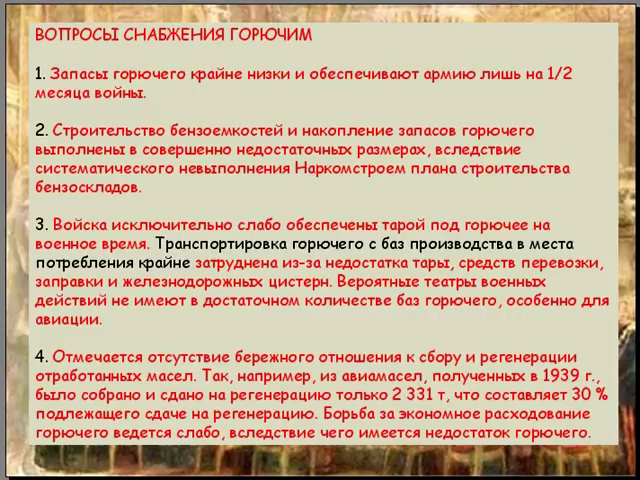 ВОПРОСЫ СНАБЖЕНИЯ ГОРЮЧИМ
1. Запасы горючего крайне низки и обеспечивают армию лишь на 1/2
месяца войны.
2. Строительство бензоемкостей и накопление запасов горючего
выполнены в совершенно недостаточных размерах, вследствие
систематического невыполнения Наркомстроем плана строительства
бензоскладов.
3. Войска исключительно слабо обеспечены тарой под горючее на
военное время. Транспортировка горючего с баз производства в места
потребления крайне затруднена из-за недостатка тары, средств перевозки,
заправки и железнодорожных цистерн. Вероятные театры военных
действий не имеют в достаточном количестве баз горючего, особенно для
авиации.
4. Отмечается отсутствие бережного отношения к сбору и регенерации
отработанных масел. Так, например, из авиамасел, полученных в 1939 г.,
было собрано и сдано на регенерацию только 2 331 т, что составляет 30 %
подлежащего сдаче на регенерацию. Борьба за экономное расходование
горючего ведется слабо, вследствие чего имеется недостаток горючего.